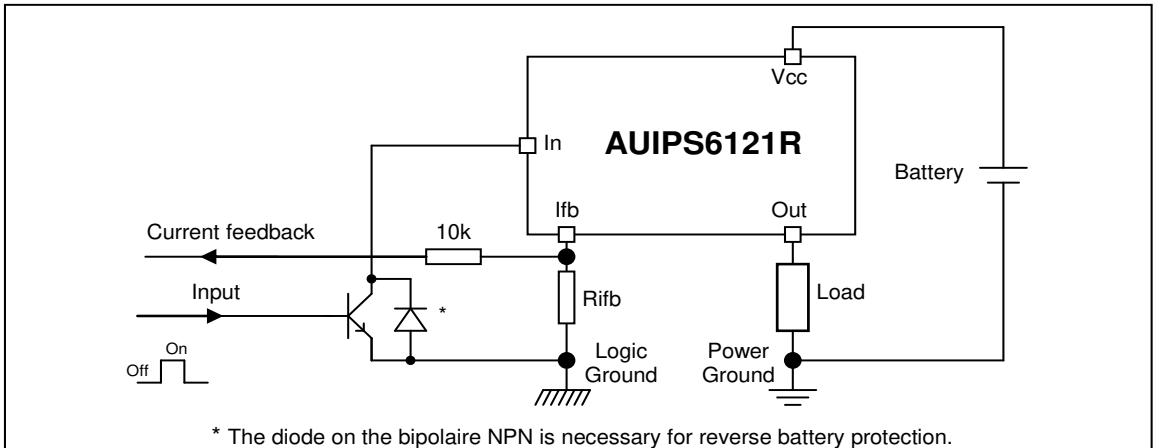 Vcc
AUIPS6121R
In
Battery
Ifb
Out
Current feedback
10k
Input
Rifb
Load
*
On
Off
Logic
Ground
Power
Ground
* The diode on the bipolaire NPN is necessary for reverse battery protection.